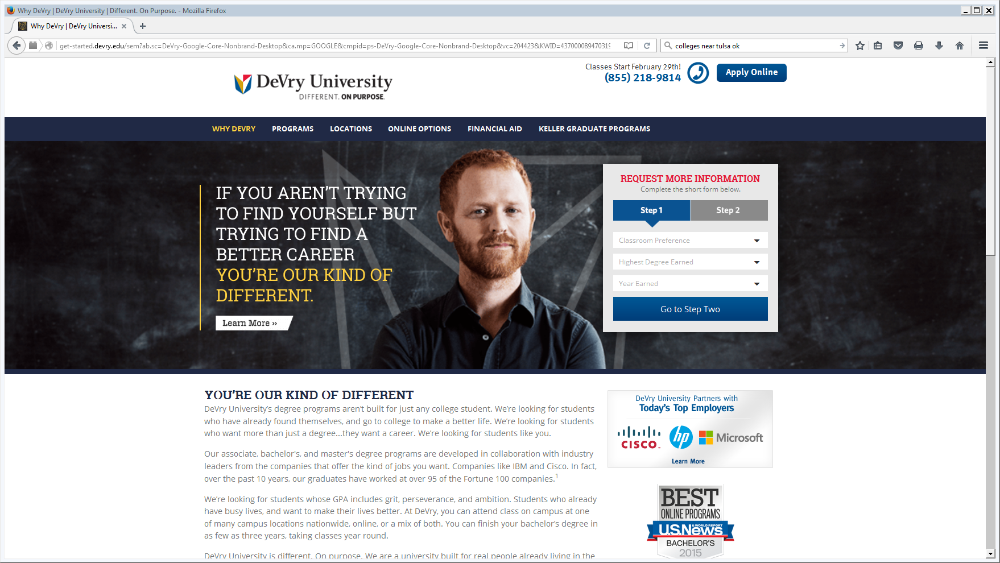 Why DeVry | DeVry University | Different. On Purpose. - Mozilla Firefox
Why DeVry | DeVry Universi...
get-started.devry.edu/sem?ab.sc=DeVry-Google-Core-Nonbrand-Desktop&ca.mp=GOOGLE&cmpid=ps-DeVry-Google-Core-Nonbrand-Desktop&vc=204423&KWID=43700008947031
colleges near tulsa ok
DeVry University
DIFFERENT. ON PURPOSE.
Classes Start February 29th!
(855) 218-9814
Apply Online
WHY DEVRY PROGRAMS LOCATIONS ONLINE OPTIONS FINANCIAL AID KELLER GRADUATE PROGRAMS
IF YOU AREN'T TRYING
TO FIND YOURSELF BUT
TRYING TO FIND A
BETTER CAREER
YOU'RE OUR KIND OF
DIFFERENT.
Learn More ››
REQUEST MORE INFORMATION
Complete the short form below.
Step 1 Step 2
Classroom Preference
Highest Degree Earned
Year Earned
Go to Step Two
YOU'RE OUR KIND OF DIFFERENT
DeVry University's degree programs aren't built for just any college student. We're looking for students
who have already found themselves, and go to college to make a better life. We're looking for students
who want more than just a degree...they want a career. We're looking for students like you.
Our associate, bachelor's, and master's degree programs are developed in collaboration with industry
leaders from the companies that offer the kind of jobs you want. Companies like IBM and Cisco. In fact,
over the past 10 years, our graduates have worked at over 95 of the Fortune 100 companies.1
We're looking for students whose GPA includes grit, perseverance, and ambition. Students who already
have busy lives, and want to make their lives better. At DeVry, you can attend class on campus at one
of many campus locations nationwide, online, or a mix of both. You can finish your bachelor's degree in
as few as three years, taking classes year round.
DeVry University is different. On purpose. We are a university built for real people already living in the
DeVry University Partners with
Today's Top Employers
CISCO hp Microsoft
Learn More
BEST
ONLINE PROGRAMS
U.S.News & WORLD REPORT
BACHELOR'S
2015